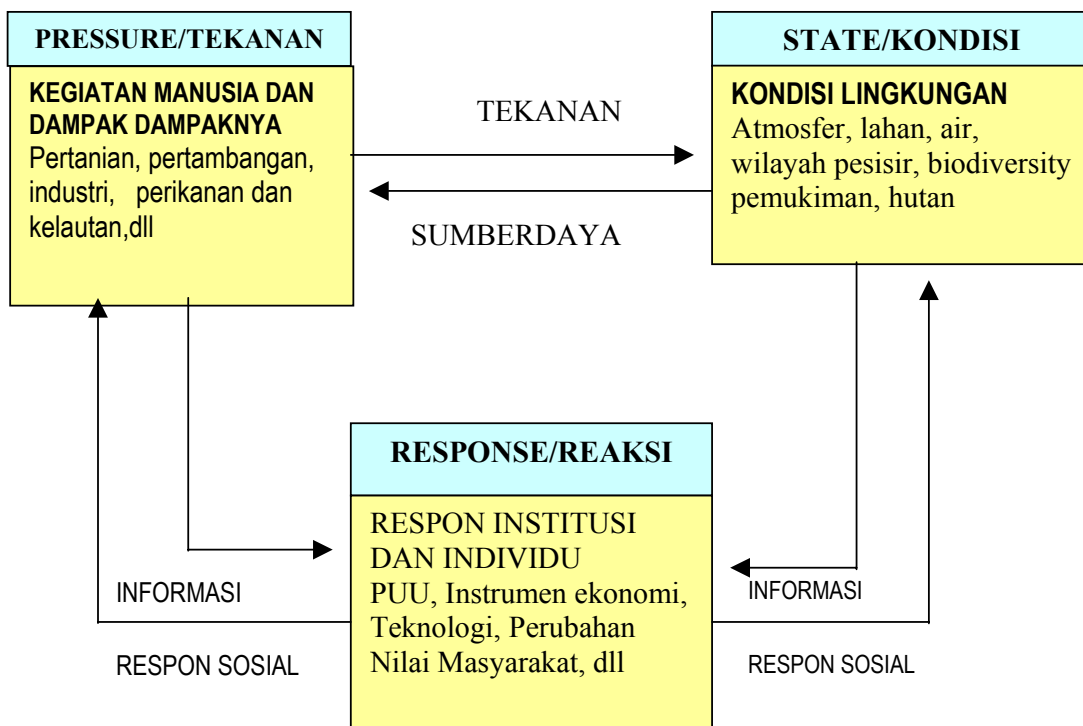 PRESSURE/TEKANAN
KEGIATAN MANUSIA DAN
DAMPAK DAMPAKNYA
Pertanian, pertambangan,
industri, perikanan dan
kelautan,dll
TEKANAN
SUMBERDAYA
STATE/KONDISI
KONDISI LINGKUNGAN
Atmosfer, lahan, air,
wilayah pesisir, biodiversity
pemukiman, hutan
RESPONSE/REAKSI
RESPON INSTITUSI
DAN INDIVIDU
PUU, Instrumen ekonomi,
Teknologi, Perubahan
Nilai Masyarakat, dll
INFORMASI
RESPON SOSIAL
INFORMASI
RESPON SOSIAL